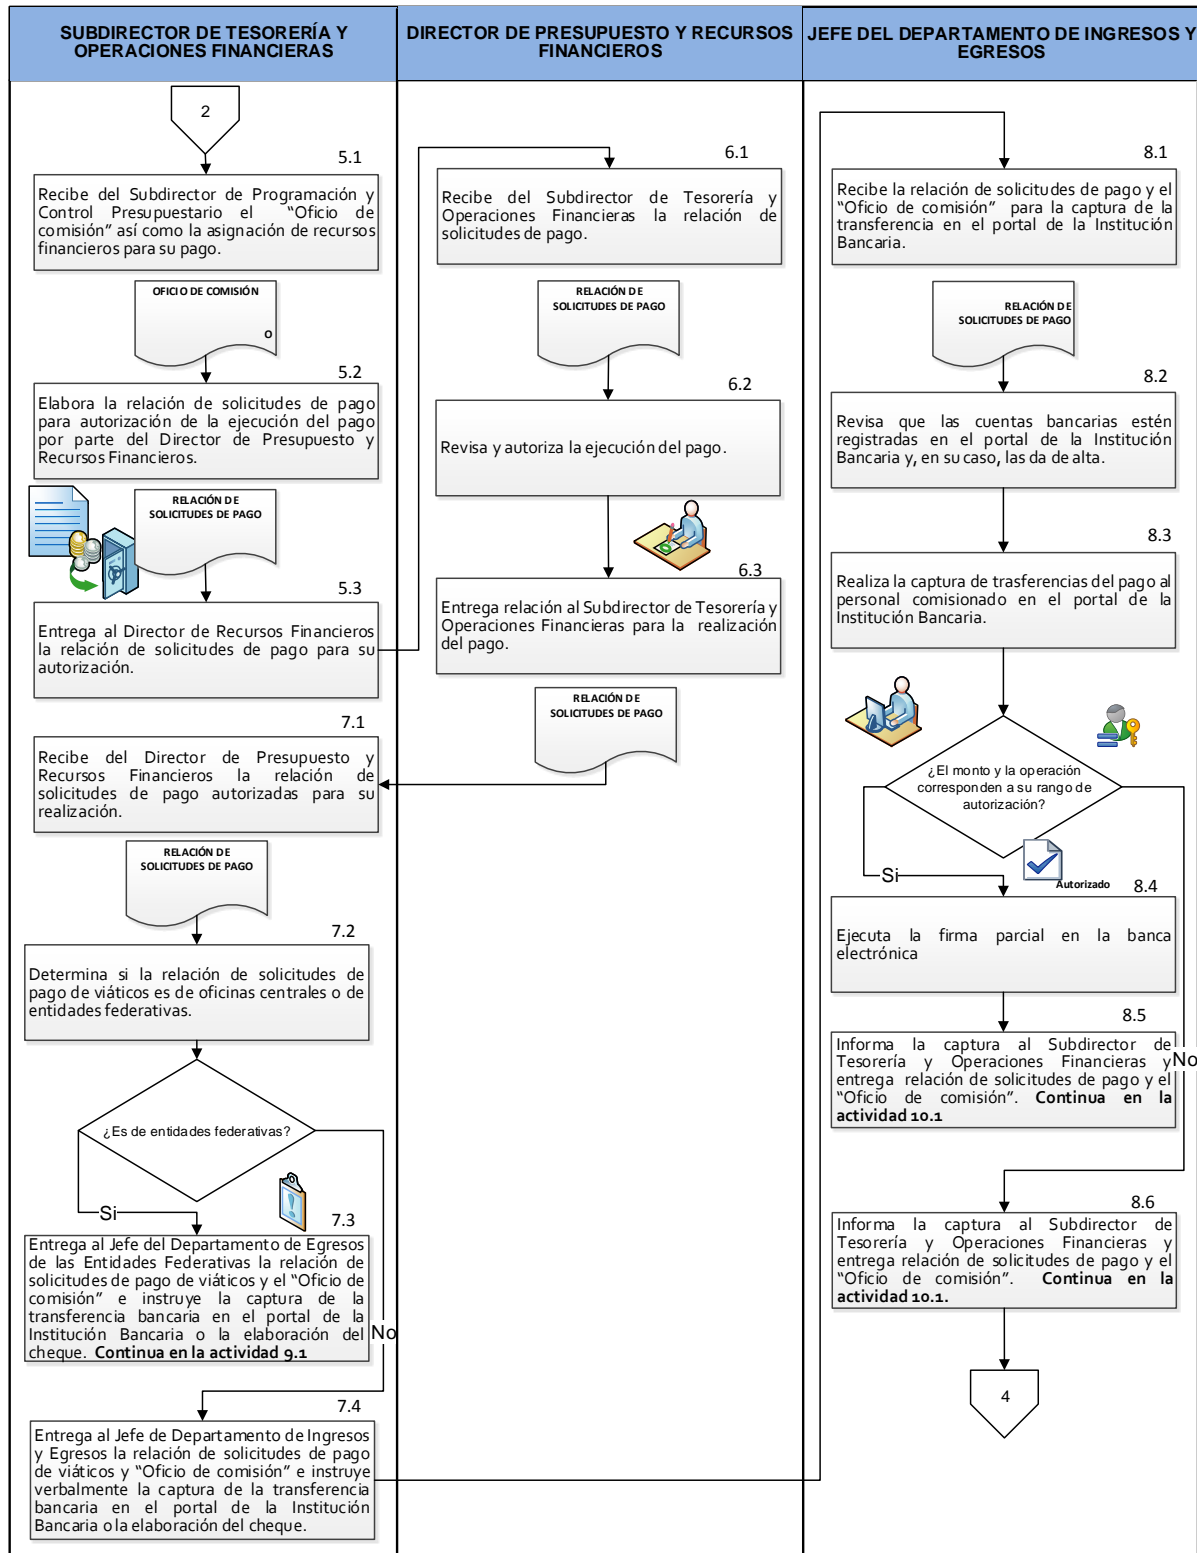 SUBDIRECTOR DE TESORERÍA Y
OPERACIONES FINANCIERAS
2
5.1
Recibe del Subdirector de Programación y
Control Presupuestario el “Oficio de
comisión” así como la asignación de recursos
financieros para su pago.
OFICIO DE COMISIÓN
O
5.2
Elabora la relación de solicitudes de pago
para autorización de la ejecución del pago
por parte del Director de Presupuesto y
Recursos Financieros.
RELACIÓN DE
SOLICITUDES DE PAGO
5.3
Entrega al Director de Recursos Financieros
la relación de solicitudes de pago para su
autorización.
7.1
Recibe del Director de Presupuesto y
Recursos Financieros la relación de
solicitudes de pago autorizadas para su
realización.
RELACIÓN DE
SOLICITUDES DE PAGO
7.2
Determina si la relación de solicitudes de
pago de viáticos es de oficinas centrales o de
entidades federativas.
¿Es de entidades federativas?
Si
7.3
Entrega al Jefe del Departamento de Egresos
de las Entidades Federativas la relación de
solicitudes de pago de viáticos y el “Oficio de
comisión” e instruye la captura de la
transferencia bancaria en el portal de la
Institución Bancaria o la elaboración del
cheque. Continua en la actividad 9.1
No
7.4
Entrega al Jefe de Departamento de Ingresos
y Egresos la relación de solicitudes de pago
de viáticos y “Oficio de comisión” e instruye
verbalmente la captura de la transferencia
bancaria en el portal de la Institución
Bancaria o la elaboración del cheque.
DIRECTOR DE PRESUPUESTO Y RECURSOS
FINANCIEROS
6.1
Recibe del Subdirector de Tesorería y
Operaciones Financieras la relación de
solicitudes de pago.
RELACIÓN DE
SOLICITUDES DE PAGO
6.2
Revisa y autoriza la ejecución del pago.
6.3
Entrega relación al Subdirector de Tesorería y
Operaciones Financieras para la realización
del pago.
RELACIÓN DE
SOLICITUDES DE PAGO
JEFE DEL DEPARTAMENTO DE INGRESOS Y
EGRESOS
8.1
Recibe la relación de solicitudes de pago y el
“Oficio de comisión” para la captura de la
transferencia en el portal de la Institución
Bancaria.
RELACIÓN DE
SOLICITUDES DE PAGO
8.2
Revisa que las cuentas bancarias estén
registradas en el portal de la Institución
Bancaria y, en su caso, las da de alta.
8.3
Realiza la captura de trasferencias del pago al
personal comisionado en el portal de la
Institución Bancaria.
¿El monto y la operación
corresponden a su rango de
autorización?
Si
Autorizado
8.4
Ejecuta la firma parcial en la banca
electrónica
8.5
Informa la captura al Subdirector de
Tesorería y Operaciones Financieras y
entrega relación de solicitudes de pago y el
“Oficio de comisión”. Continua en la
actividad 10.1
No
8.6
Informa la captura al Subdirector de
Tesorería y Operaciones Financieras y
entrega relación de solicitudes de pago y el
“Oficio de comisión”. Continua en la
actividad 10.1.
4